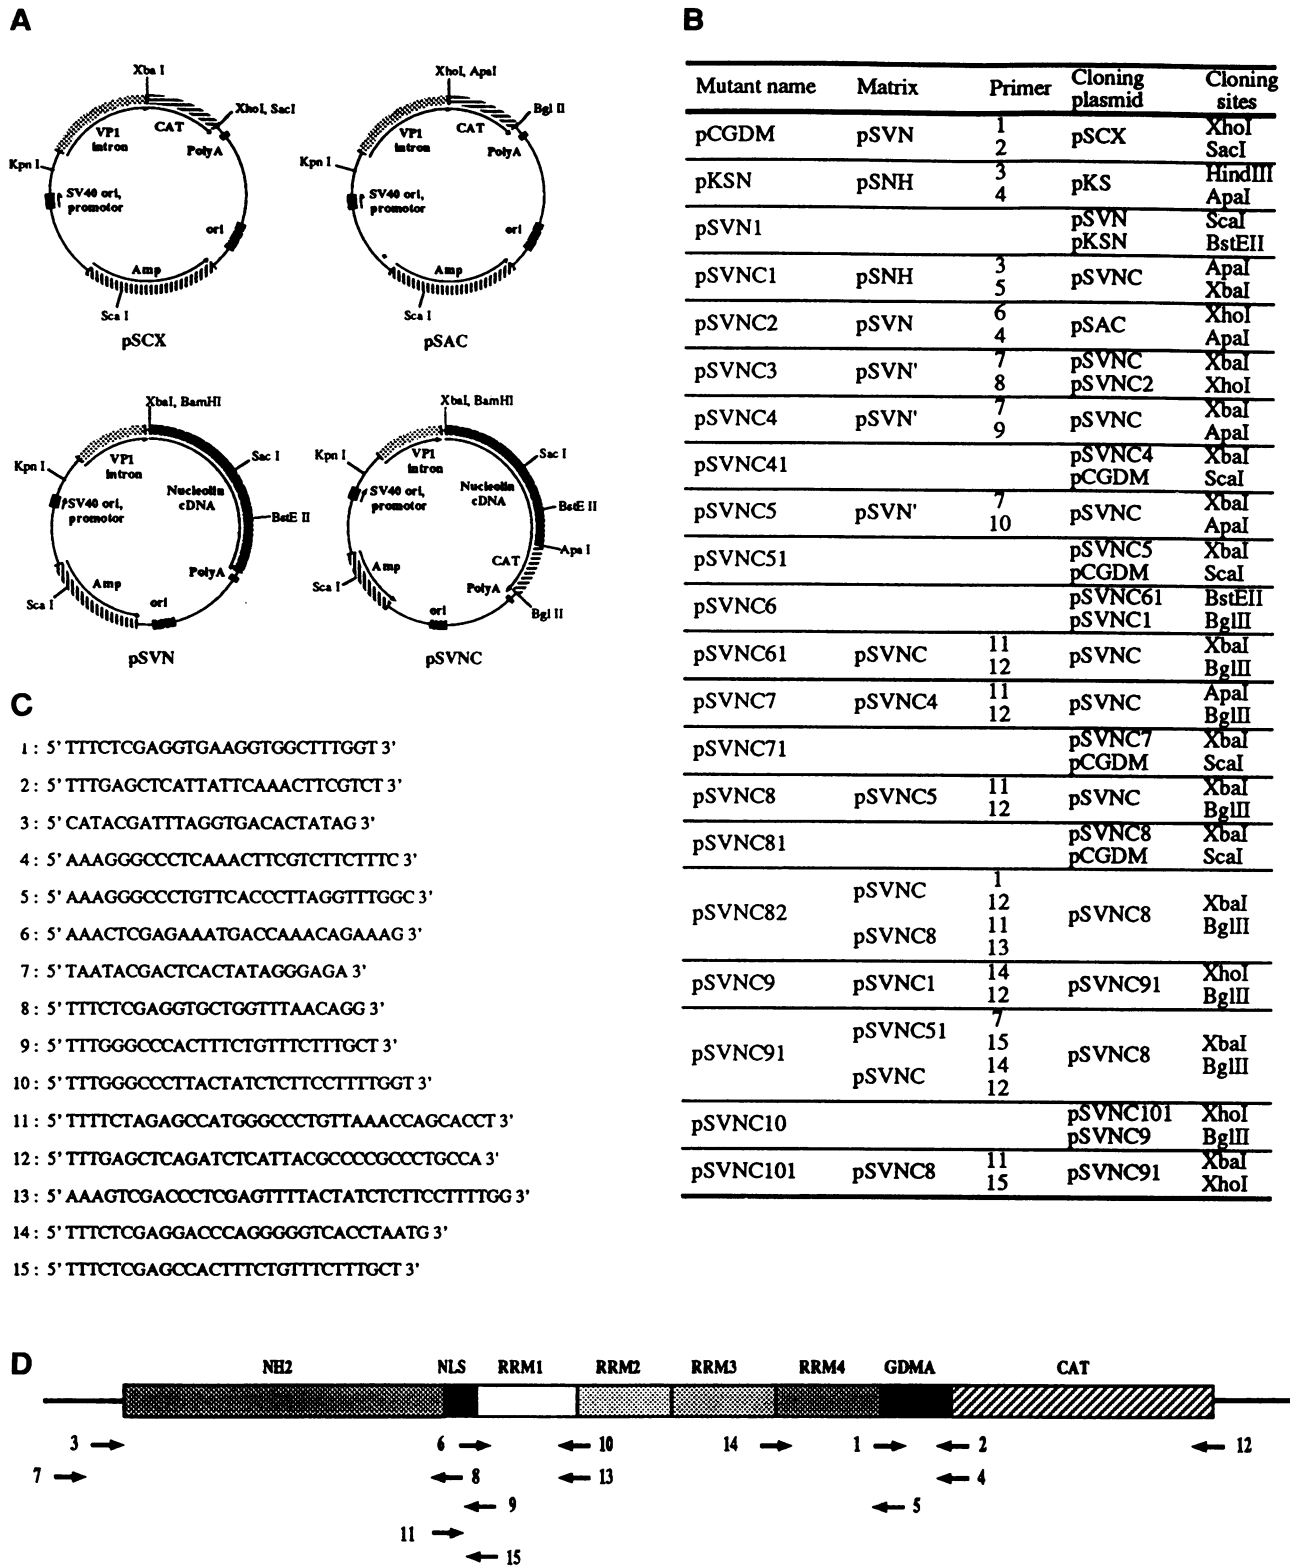 A
Xba I
XhoI, SacI
VP1
intron
CAT
PolyA
Kpn I
SV40 ori,
promotor
ori
Amp
Sca I
pSCX
XhoI, ApaI
Bgl II
VP1
intron
CAT
PolyA
Kpn I
SV40 ori,
promotor
ori
Amp
Sca I
pSAC
XbaI, BamHI
Sac I
Kpn I
VP1
intron
Nucleolin
cDNA
SV40 ori,
promotor
BstE II
PolyA
Amp
Sca I
ori
pSVN
XbaI, BamHI
Sac I
Kpn I
VP1
intron
Nucleolin
cDNA
SV40 ori,
promotor
BstE II
Apa I
CAT
Amp
PolyA
Sca I
Bgl II
ori
pSVNC
B
Mutant name Matrix Primer Cloning plasmid Cloning sites
pCGDM pSVN 1 2 pSCX XhoI SacI
pKSN pSNH 3 4 pKS HindIII ApaI
pSVN1 pSVN pKSN ScaI BstEII
pSVNC1 pSNH 3 5 pSVNC ApaI XbaI
pSVNC2 pSVN 6 4 pSAC XhoI ApaI
pSVNC3 pSVN' 7 8 pSVNC pSVNC2 XbaI XhoI
pSVNC4 pSVN' 7 9 pSVNC XbaI ApaI
pSVNC41 pSVNC4 pCGDM XbaI ScaI
pSVNC5 pSVN' 7 10 pSVNC XbaI ApaI
pSVNC51 pSVNC5 pCGDM XbaI ScaI
pSVNC6 pSVNC61 pSVNC1 BstEII BglII
pSVNC61 pSVNC 11 12 pSVNC XbaI BglII
pSVNC7 pSVNC4 11 12 pSVNC ApaI BglII
pSVNC71 pSVNC7 pCGDM XbaI ScaI
pSVNC8 pSVNC5 11 12 pSVNC XbaI BglII
pSVNC81 pSVNC8 pCGDM XbaI ScaI
pSVNC82 pSVNC 1 12 pSVNC8 11 13 pSVNC8 XbaI BglII
pSVNC9 pSVNC1 14 12 pSVNC91 XhoI BglII
pSVNC91 pSVNC51 7 15 pSVNC 14 12 pSVNC8 XbaI BglII
pSVNC10 pSVNC101 pSVNC9 XhoI BglII
pSVNC101 pSVNC8 11 15 pSVNC91 XbaI XhoI
C
1 : 5' TTTCTCGAGGTGAAGGTGGCTTTGGT 3'
2 : 5' TTTGAGCTCATTATTCAAACTTCGTCT 3'
3 : 5' CATACGATTTAGGTGACACTATAG 3'
4 : 5' AAAGGGCCCTCAAACTTCGTCTTCTTTC 3'
5 : 5' AAAGGGCCCTGTTCACCCTTAGGTTTGGC 3'
6 : 5' AAACTCGAGAAATGACCAAACAGAAAG 3'
7 : 5' TAATACGACTCACTATAGGGAGA 3'
8 : 5' TTTCTCGAGGTGCTGGTTTAACAGG 3'
9 : 5' TTTGGGCCCACTTTCTGTTTCTTTGCT 3'
10 : 5' TTTGGGCCCTTACTATCTCTTCCTTTTGGT 3'
11 : 5' TTTTCTAGAGCCATGGGCCCTGTTAAACCAGCACCT 3'
12 : 5' TTTGAGCTCAGATCTCATTACGCCCCGCCCTGCCA 3'
13 : 5' AAAGTCGACCCTCGAGTTTTACTATCTCTTCCTTTTGG 3'
14 : 5' TTTCTCGAGGACCCAGGGGGTCACCTAATG 3'
15 : 5' TTTCTCGAGCCACTTTCTGTTTCTTTGCT 3'
D
NH2 NLS RRM1 RRM2 RRM3 RRM4 GDMA CAT
3 6 10 14 1 2 12
7 8 13 4
9 5
11
15